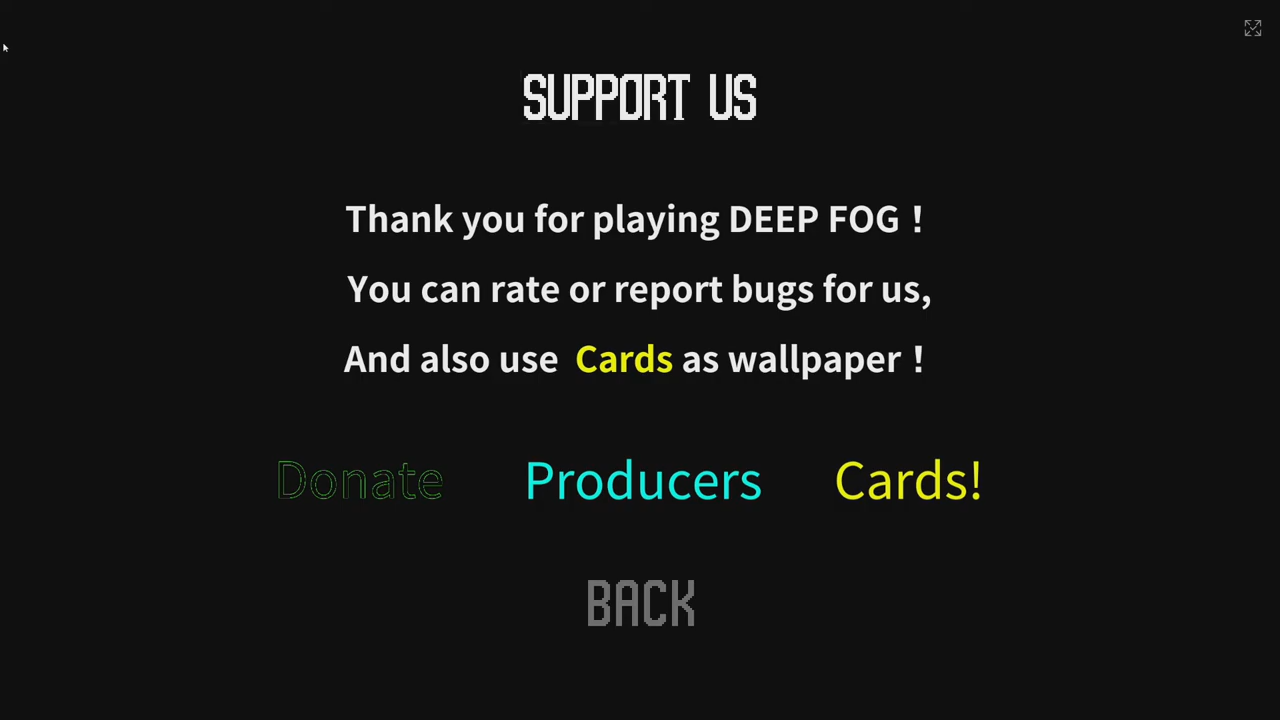 SUPPORT US
Thank you for playing DEEP FOG !
You can rate or report bugs for us,
And also use Cards as wallpaper !
Donate Producers Cards!
BACK